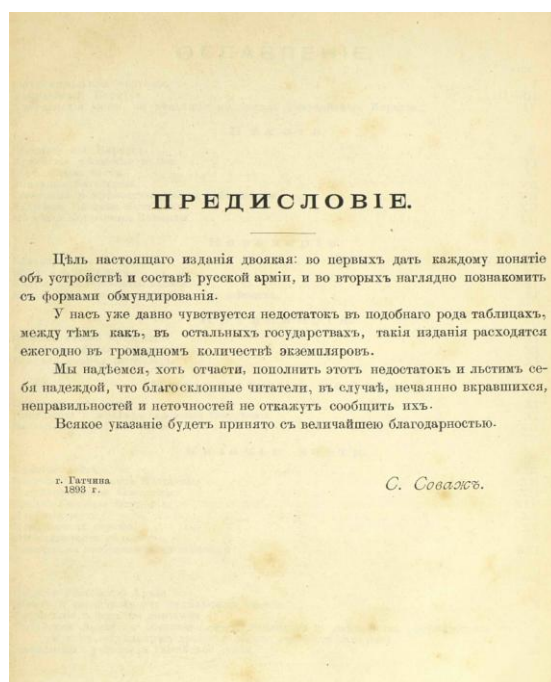 ПРЕДИСЛОВІЕ.
Цѣль настоящаго изданія двоякая: во первыхъ дать каждому понятіе
объ устройствѣ и составѣ русской арміи, и во вторыхъ наглядно познакомить
съ формами обмундированія.
У насъ уже давно чувствуется недостатокъ въ подобнаго рода таблицахъ,
между тѣмъ какъ, въ остальныхъ государствахъ, такія изданія расходятся
ежегодно въ громадномъ количествѣ экземпляровъ.
Мы надѣемся, хоть отчасти, пополнить этотъ недостатокъ и льстимъ се-
бя надеждой, что благосклонные читатели, въ случаѣ, нечаянно вкравшихся,
неправильностей и неточностей не откажутъ сообщить ихъ.
Всякое указаніе будетъ принято съ величайшею благодарностью.
г. Гатчина
1893 г.
С. Соважъ.